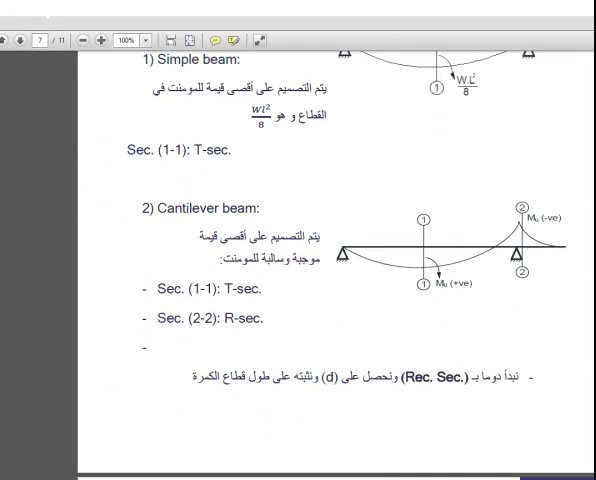 7 / 11
100%
1) Simple beam:
يتم التصميم على أقصى قيمة للمومنت في
القطاع و هو Wl²/8
1
W.L²/8
Sec. (1-1): T-sec.
2) Cantilever beam:
يتم التصميم على أقصى قيمة
موجبة وسالبة للمومنت:
- Sec. (1-1): T-sec.
- Sec. (2-2): R-sec.
-
1
2
Mu (-ve)
2
1
Mu (+ve)
- نبدأ دوما بـ (Rec. Sec.) ونحصل على (d) ونثبته على طول قطاع الكمرة